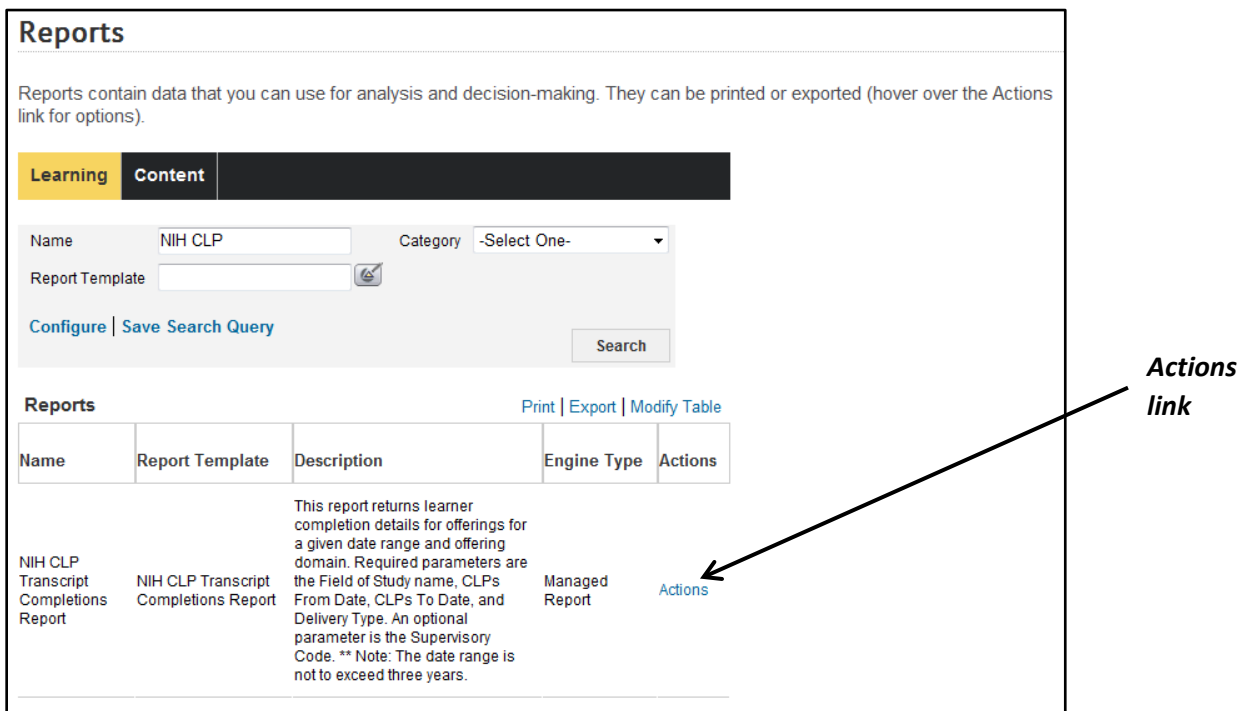 Reports
Reports contain data that you can use for analysis and decision-making. They can be printed or exported (hover over the Actions
link for options).
Learning Content
Name NIH CLP Category -Select One-
Report Template
Configure | Save Search Query
Search
Actions
link
Reports Print | Export | Modify Table
Name Report Template Description Engine Type Actions
NIH CLP
Transcript
Completions
Report
NIH CLP Transcript
Completions Report
This report returns learner
completion details for offerings for
a given date range and offering
domain. Required parameters are
the Field of Study name, CLPs
From Date, CLPs To Date, and
Delivery Type. An optional
parameter is the Supervisory
Code. ** Note: The date range is
not to exceed three years.
Managed
Report
Actions